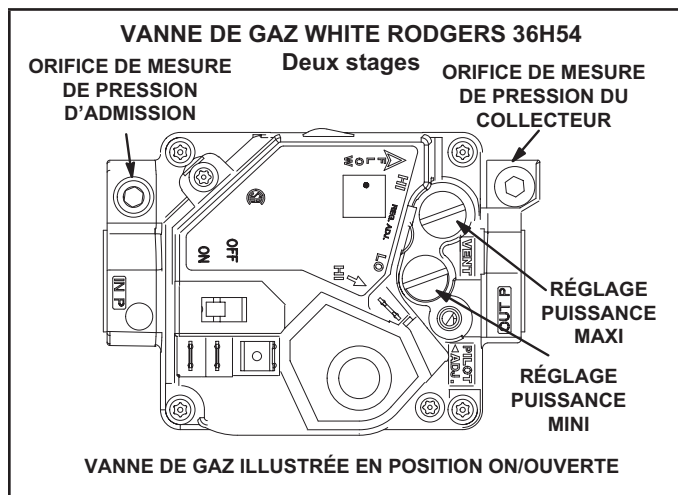 VANNE DE GAZ WHITE RODGERS 36H54
Deux stages
ORIFICE DE MESURE
DE PRESSION
D'ADMISSION
ORIFICE DE MESURE
DE PRESSION DU
COLLECTEUR
FLOW
HI
REG. ADJ.
LO
HI
VENT
OFF
ON
IN P
OUT P
PILOT
ADJ.
RÉGLAGE
PUISSANCE
MAXI
RÉGLAGE
PUISSANCE
MINI
VANNE DE GAZ ILLUSTRÉE EN POSITION ON/OUVERTE